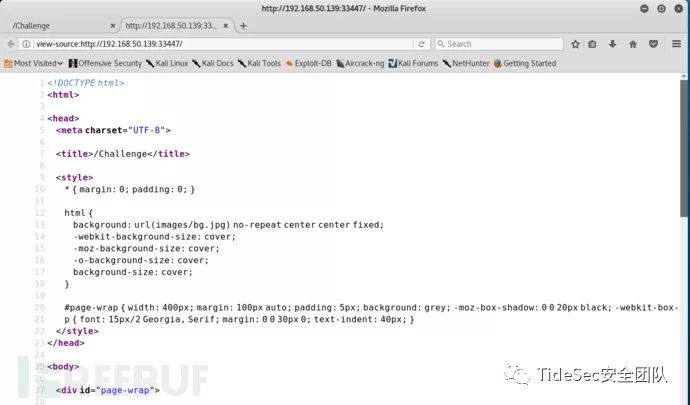 http://192.168.50.139:33447/ - Mozilla Firefox
/Challenge × http://192.168.50.139:33... ×
view-source:http://192.168.50.139:33447/ Search
Most Visited Offensive Security Kali Linux Kali Docs Kali Tools Exploit-DB Aircrack-ng Kali Forums NetHunter Getting Started
1 <!DOCTYPE html>
2 <html>
3
4 <head>
5 <meta charset="UTF-8">
6
7 <title>/Challenge</title>
8
9 <style>
10 * { margin: 0; padding: 0; }
11
12 html {
13 background: url(images/bg.jpg) no-repeat center center fixed;
14 -webkit-background-size: cover;
15 -moz-background-size: cover;
16 -o-background-size: cover;
17 background-size: cover;
18 }
19
20 #page-wrap { width: 400px; margin: 100px auto; padding: 5px; background: grey; -moz-box-shadow: 0 0 20px black; -webkit-box-
21 p { font: 15px/2 Georgia, Serif; margin: 0 0 30px 0; text-indent: 40px; }
22 </style>
23 </head>
24
25 <body>
26
27 <div id="page-wrap">
28
REEBUF
TideSec安全团队